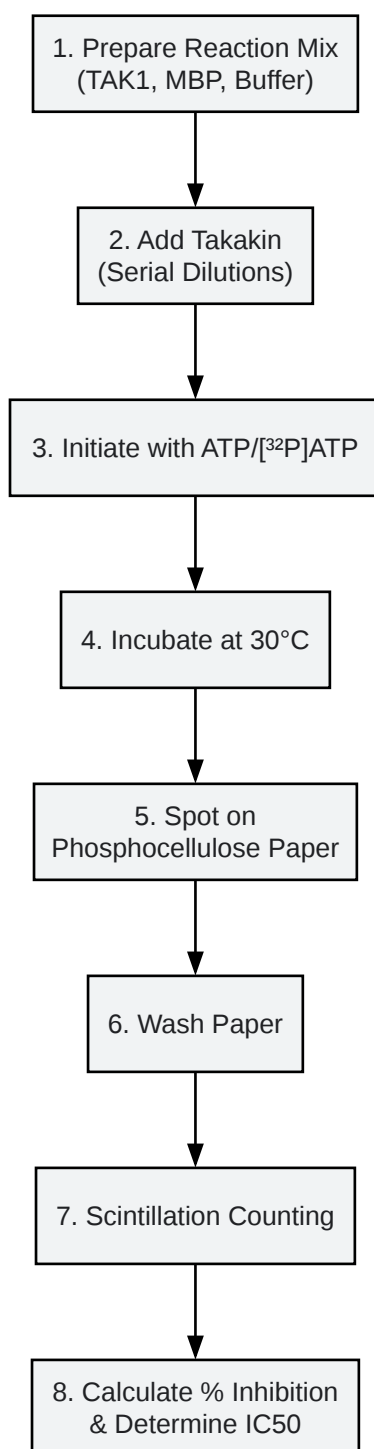 1. Prepare Reaction Mix
(TAK1, MBP, Buffer)
2. Add Takakin
(Serial Dilutions)
3. Initiate with ATP/[³²P]ATP
4. Incubate at 30°C
5. Spot on
Phosphocellulose Paper
6. Wash Paper
7. Scintillation Counting
8. Calculate % Inhibition
& Determine IC50